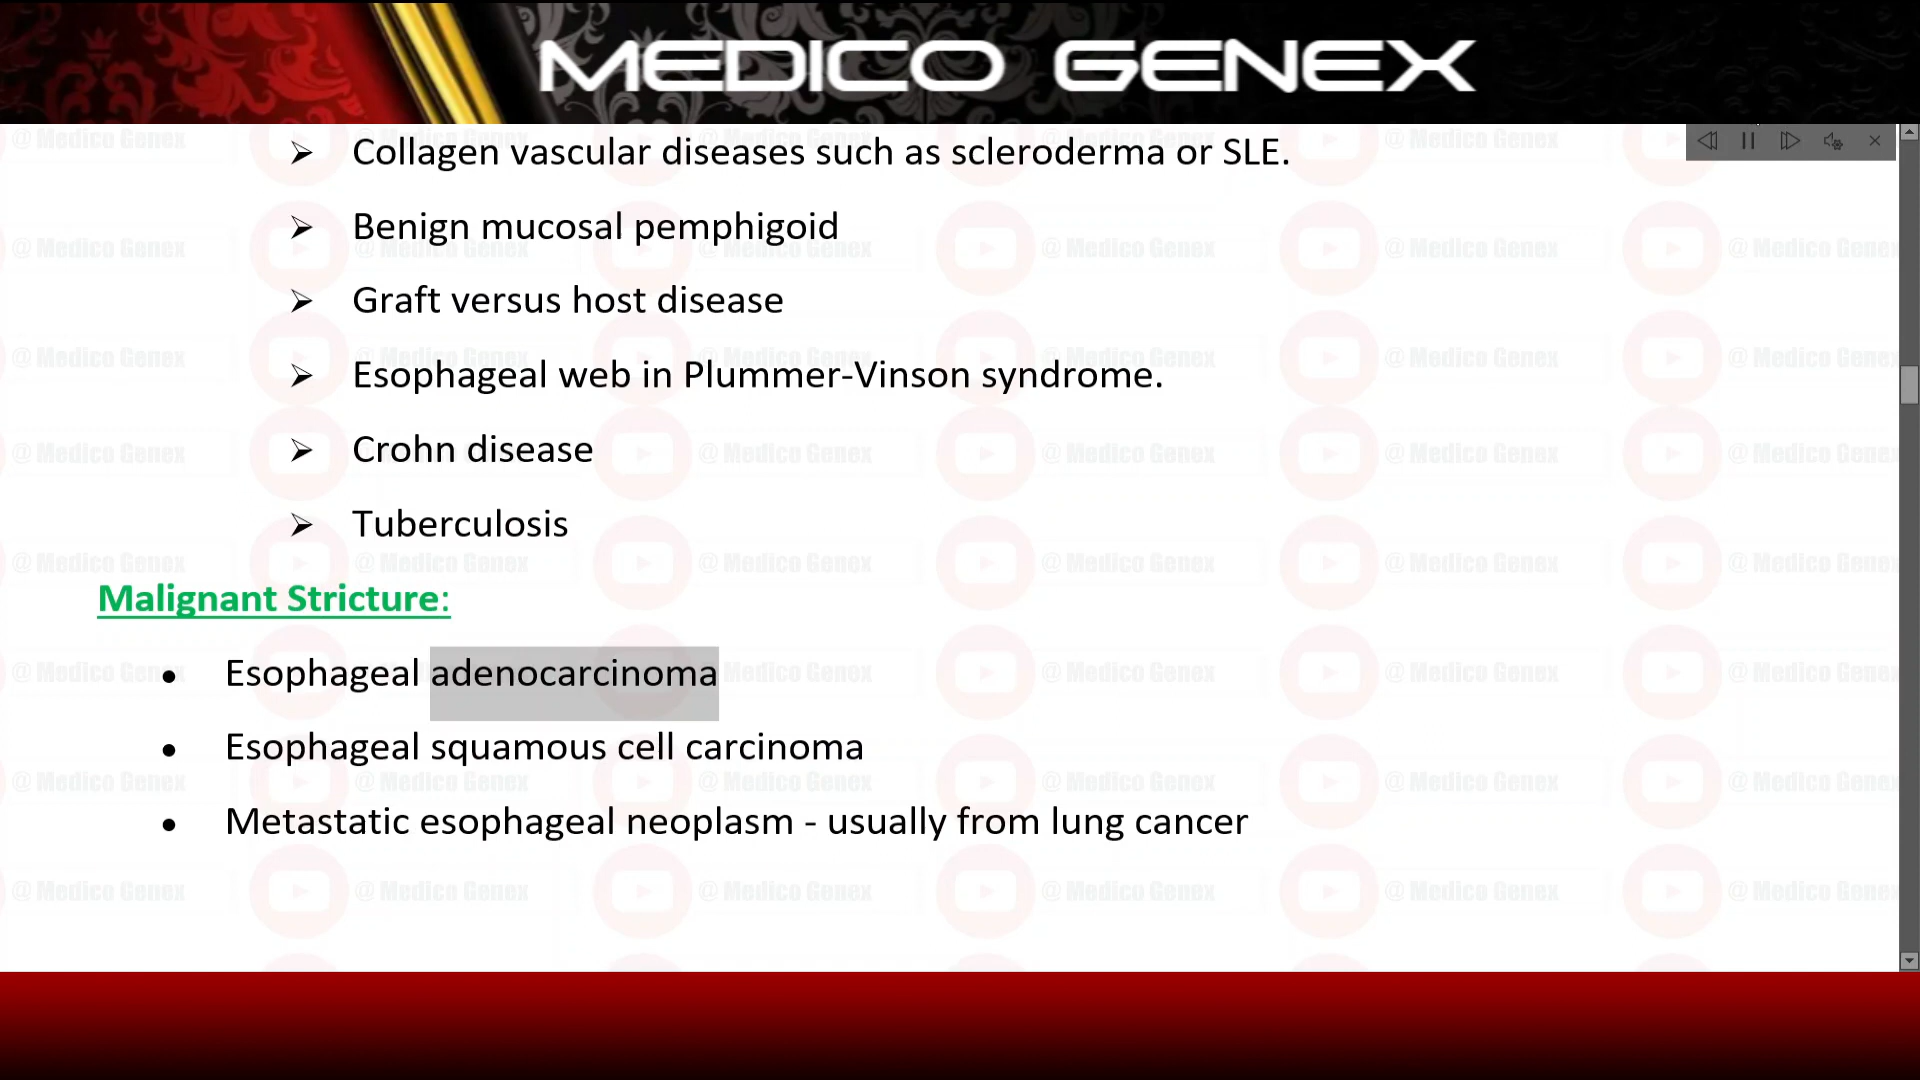 MEDICO GENEX
➢ Collagen vascular diseases such as scleroderma or SLE.
➢ Benign mucosal pemphigoid
➢ Graft versus host disease
➢ Esophageal web in Plummer-Vinson syndrome.
➢ Crohn disease
➢ Tuberculosis
Malignant Stricture:
• Esophageal adenocarcinoma
• Esophageal squamous cell carcinoma
• Metastatic esophageal neoplasm - usually from lung cancer
@ Medico Genex